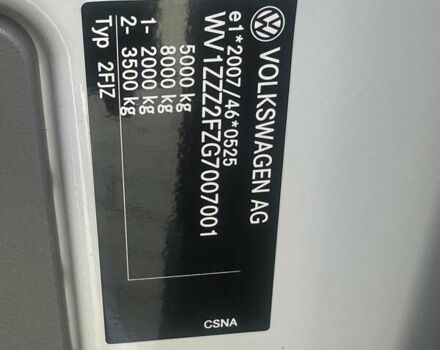 VOLKSWAGEN AG
e1*2007/46*0525
WV1ZZZ2FZG7007001
5000 kg
8000 kg
1- 2000 kg
2- 3500 kg
Typ 2FJZ
CSNA